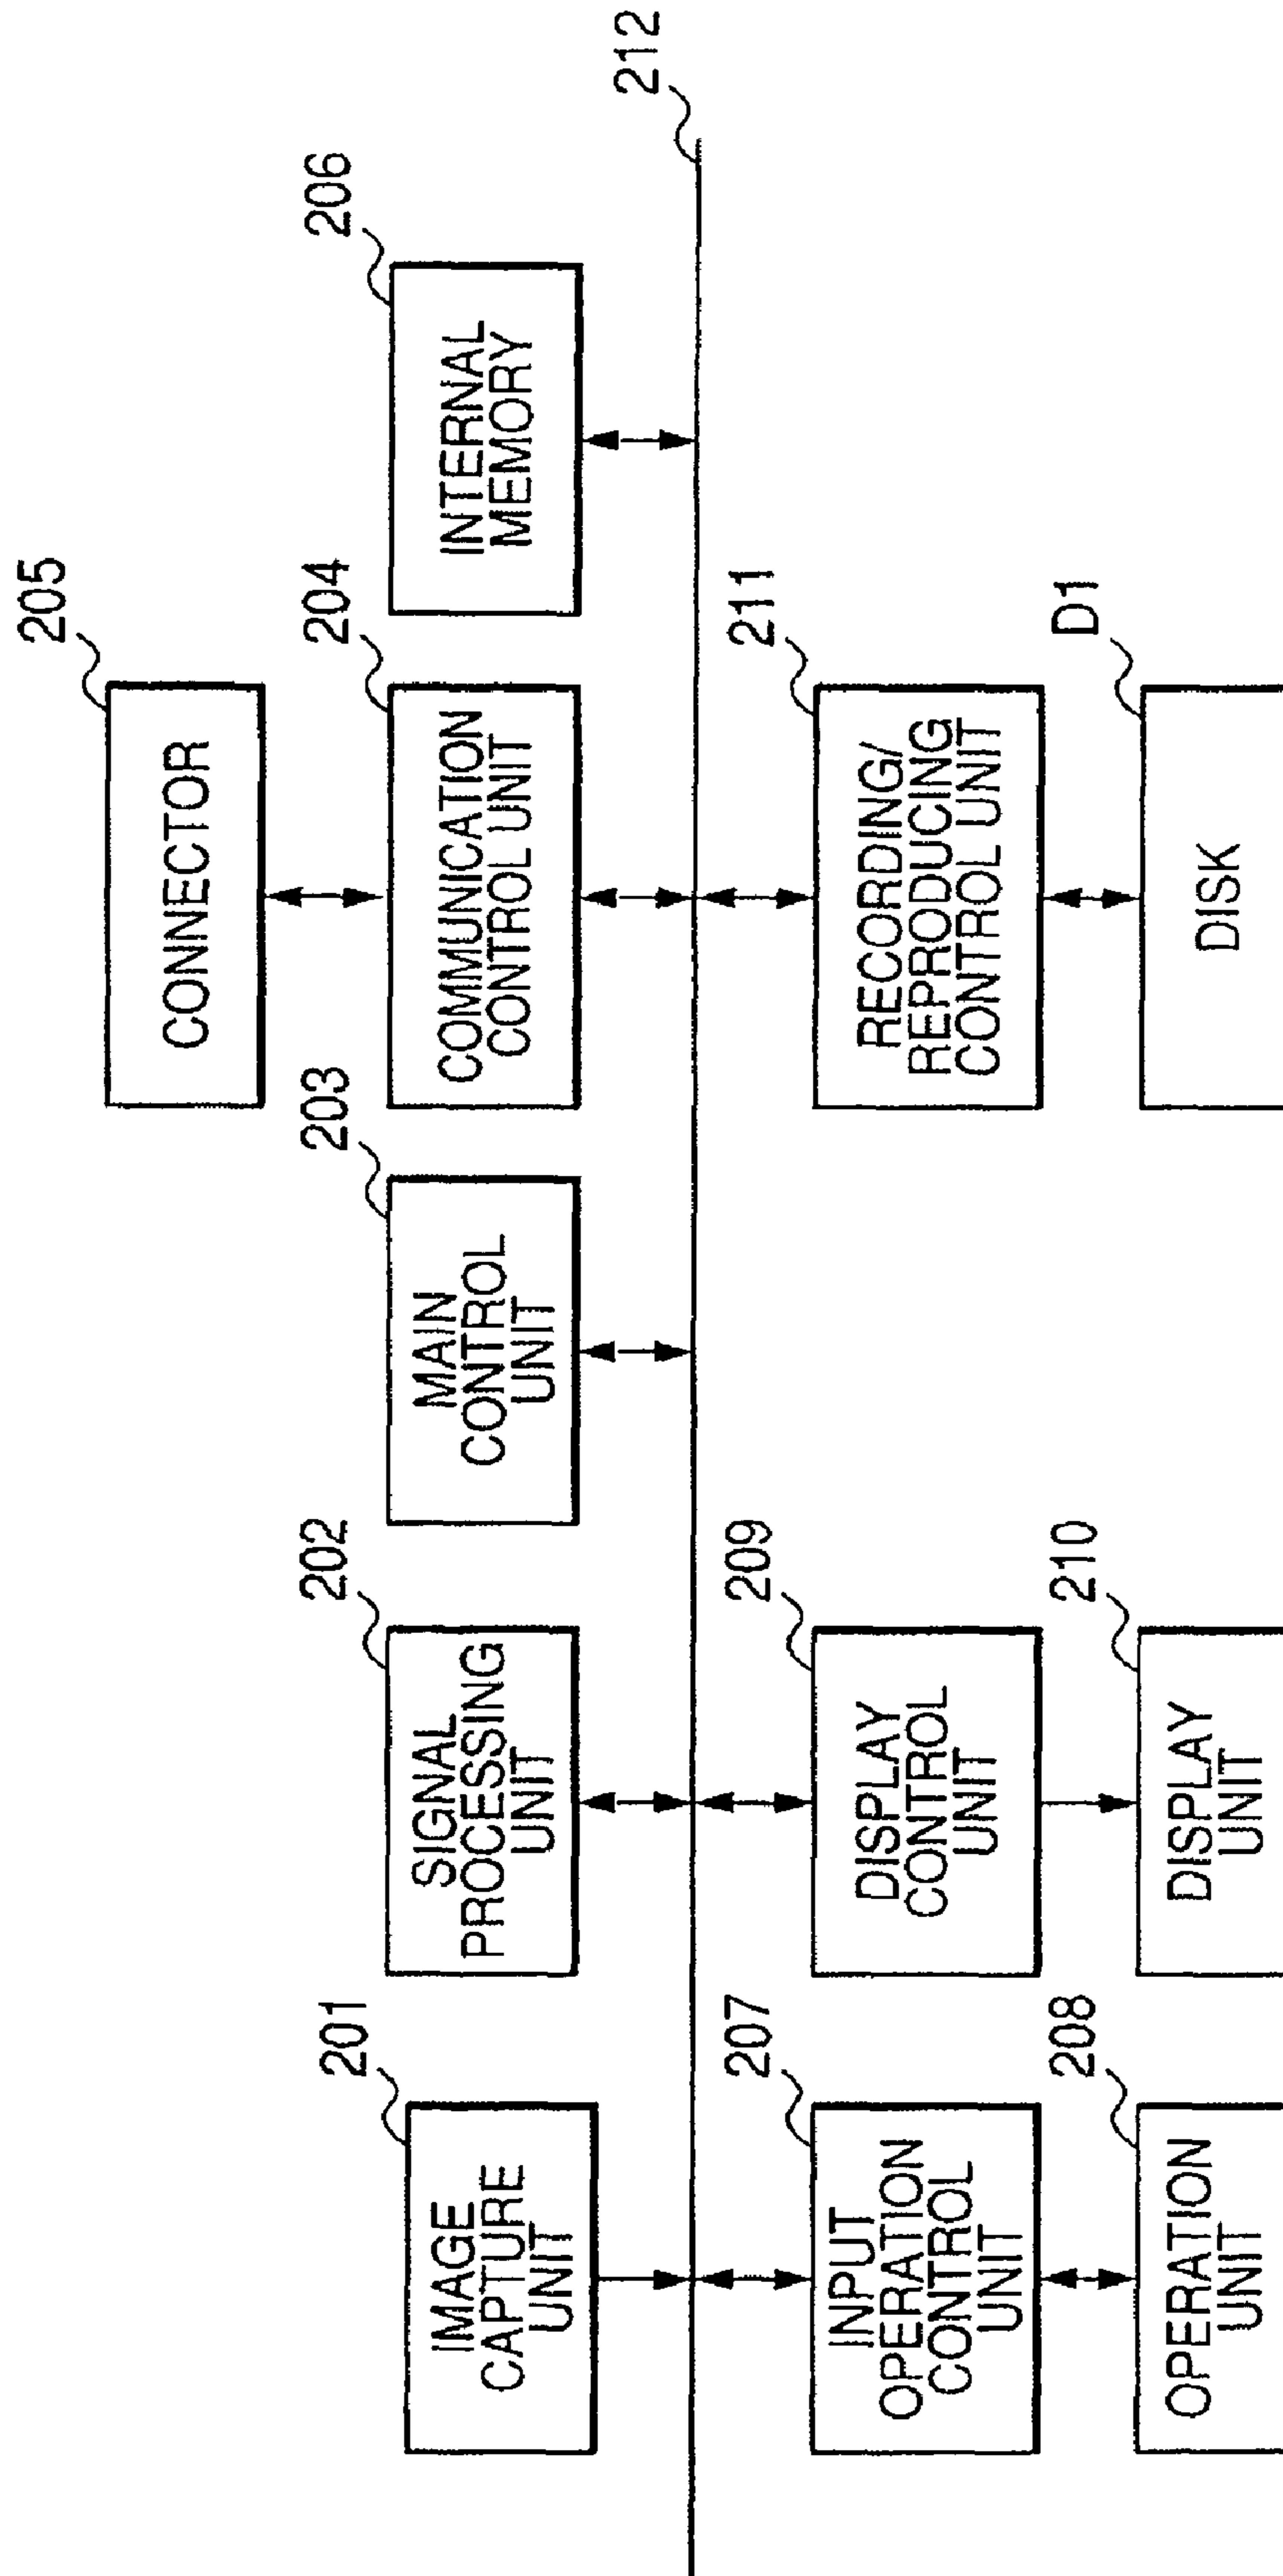 205
CONNECTOR
201
IMAGE
CAPTURE
UNIT
202
SIGNAL
PROCESSING
UNIT
203
MAIN
CONTROL
UNIT
204
COMMUNICATION
CONTROL UNIT
206
INTERNAL
MEMORY
212
207
INPUT
OPERATION
CONTROL
UNIT
209
DISPLAY
CONTROL
UNIT
211
RECORDING/
REPRODUCING
CONTROL UNIT
208
OPERATION
UNIT
210
DISPLAY
UNIT
D1
DISK